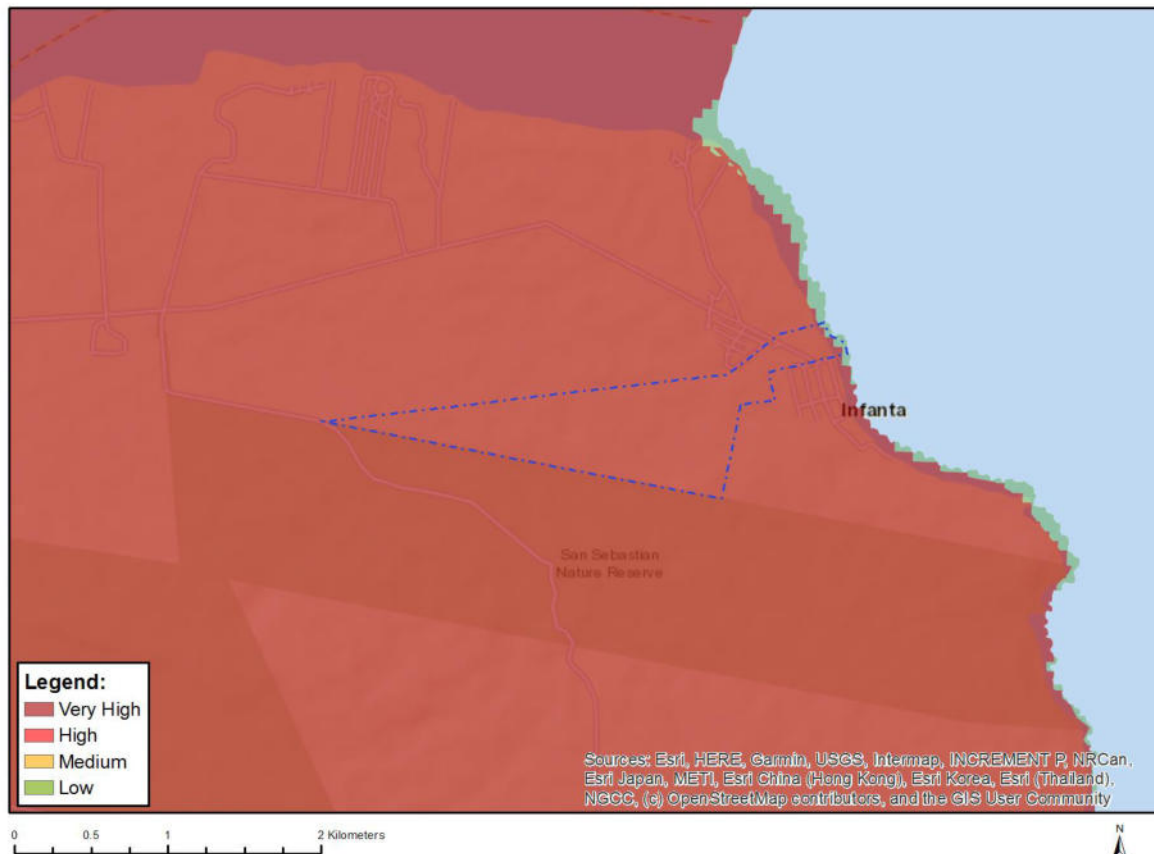 Infanta
San Sebastian
Nature Reserve
Legend:
Very High
High
Medium
Low
Sources: Esri, HERE, Garmin, USGS, Intermap, INCREMENT P, NRCan,
Esri Japan, METI, Esri China (Hong Kong), Esri Korea, Esri (Thailand),
NGCC, (c) OpenStreetMap contributors, and the GIS User Community
0 0.5 1 2 Kilometers
N